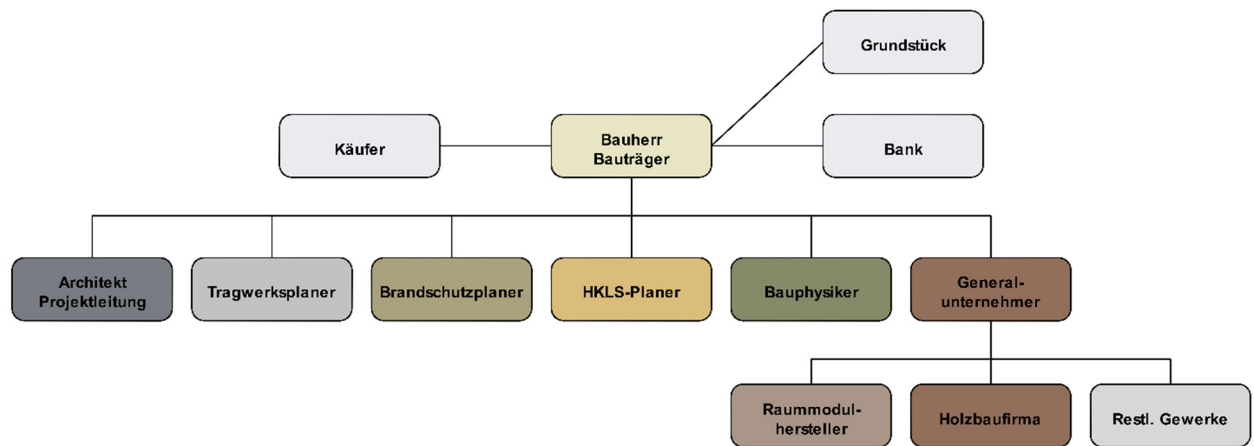 Grundstück
Käufer
Bauherr
Bauträger
Bank
Architekt
Projektleitung
Tragwerksplaner
Brandschutzplaner
HKLS-Planer
Bauphysiker
General-
unternehmer
Raummodul-
hersteller
Holzbaufirma
Restl. Gewerke